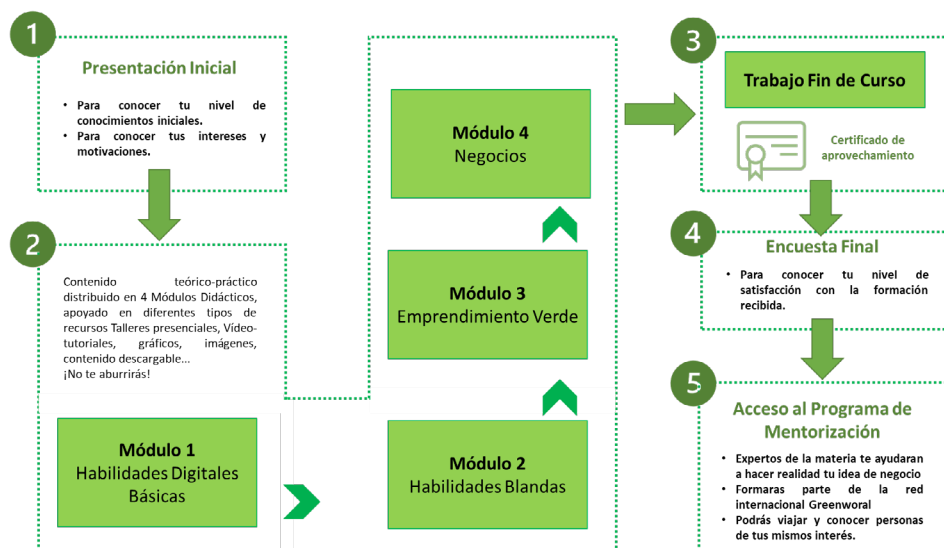 1
Presentación Inicial
• Para conocer tu nivel de
conocimientos iniciales.
• Para conocer tus intereses y
motivaciones.
2
Contenido teórico-práctico
distribuido en 4 Módulos Didácticos,
apoyado en diferentes tipos de
recursos Talleres presenciales, Vídeo-
tutoriales, gráficos, imágenes,
contenido descargable...
¡No te aburrirás!
Módulo 1
Habilidades Digitales
Básicas
Módulo 2
Habilidades Blandas
Módulo 3
Emprendimiento Verde
Módulo 4
Negocios
3
Trabajo Fin de Curso
Certificado de
aprovechamiento
4
Encuesta Final
• Para conocer tu nivel de
satisfacción con la formación
recibida.
5
Acceso al Programa de
Mentorización
• Expertos de la materia te ayudaran
a hacer realidad tu idea de negocio
• Formaras parte de la red
internacional Greenworal
• Podrás viajar y conocer personas
de tus mismos interés.